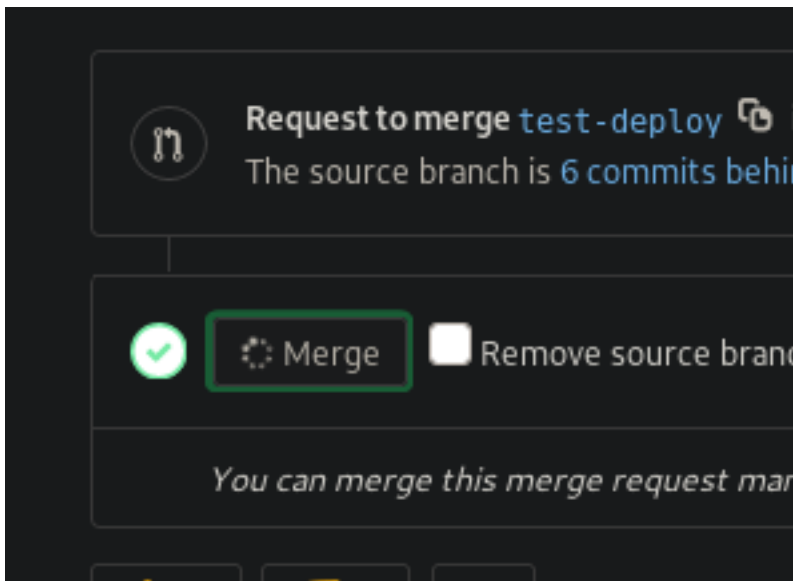 Request to merge test-deploy
The source branch is 6 commits
Merge
Remove source
You can merge this merge request